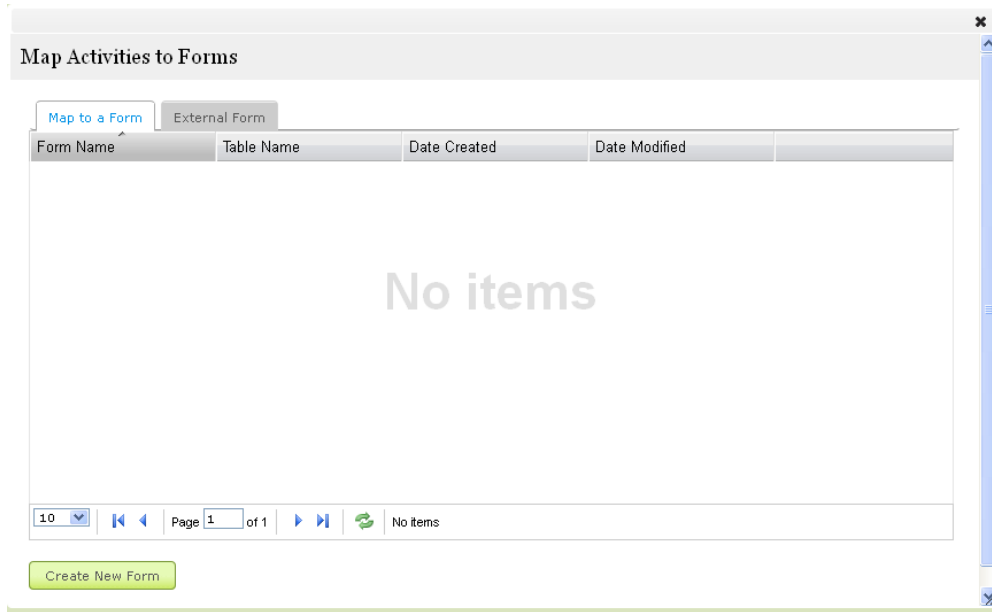 Map Activities to Forms
Map to a Form External Form
Form Name Table Name Date Created Date Modified
No items
10 Page 1 of 1 No items
Create New Form